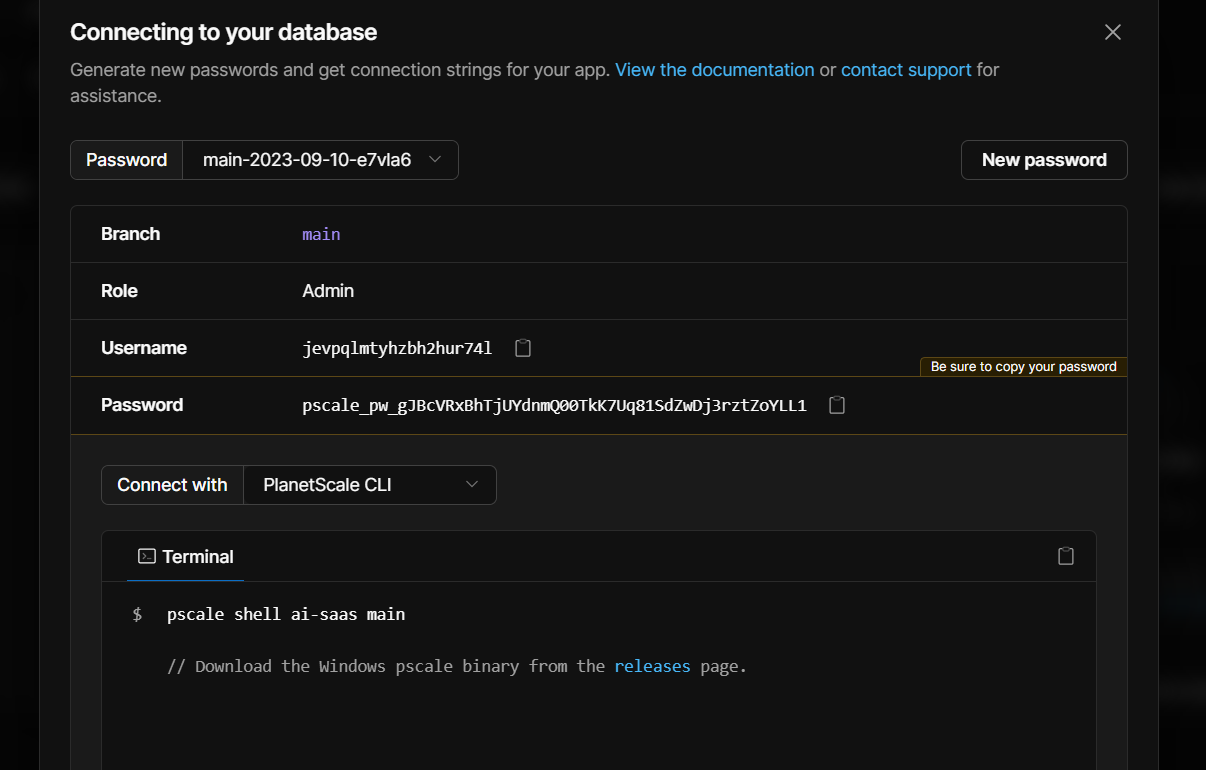 Connecting to your database
Generate new passwords and get connection strings for your app. View the documentation or contact support for
assistance.
Password main-2023-09-10-e7vla6 New password
Branch main
Role Admin
Username jevpqlmtyhzbh2hur74l
Be sure to copy your password
Password pscale_pw_gJBcVRxBhTjUYdnmQ00TkK7Uq81SdZwDj3rztZoYLL1
Connect with PlanetScale CLI
Terminal
$ pscale shell ai-saas main
// Download the Windows pscale binary from the releases page.